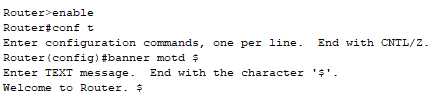 Router>enable
Router#conf t
Enter configuration commands, one per line.  End with CNTL/Z.
Router(config)#banner motd $
Enter TEXT message.  End with the character '$'.
Welcome to Router. $